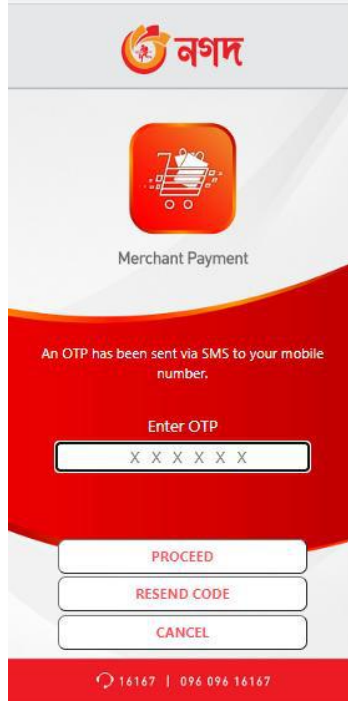 নগদ
Merchant Payment
An OTP has been sent via SMS to your mobile
number.
Enter OTP
X X X X X X
PROCEED
RESEND CODE
CANCEL
16167 | 096 096 16167